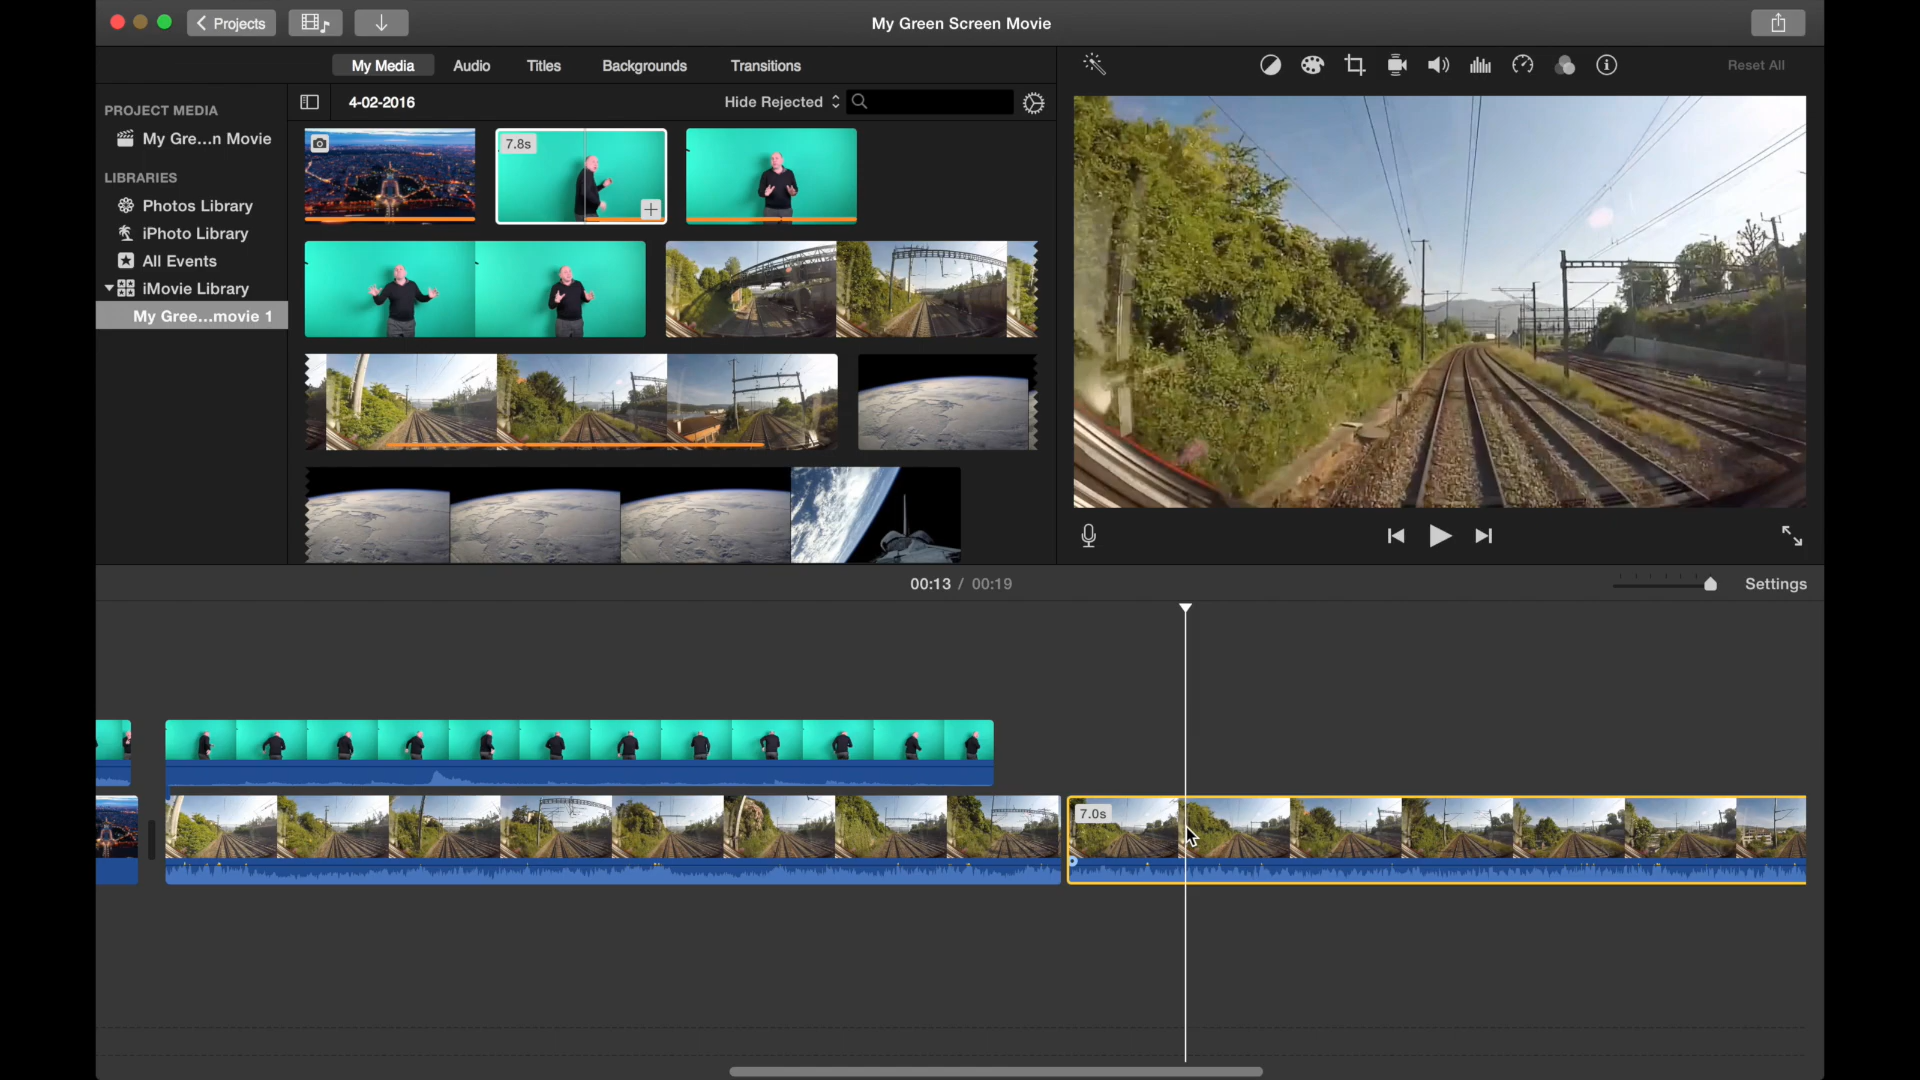 Projects
My Green Screen Movie
My Media
Audio
Titles
Backgrounds
Transitions
Reset All
PROJECT MEDIA
My Gre...n Movie
LIBRARIES
Photos Library
iPhoto Library
All Events
iMovie Library
My Gree...movie 1
4-02-2016
Hide Rejected
7.8s
00:13 / 00:19
Settings
7.0s